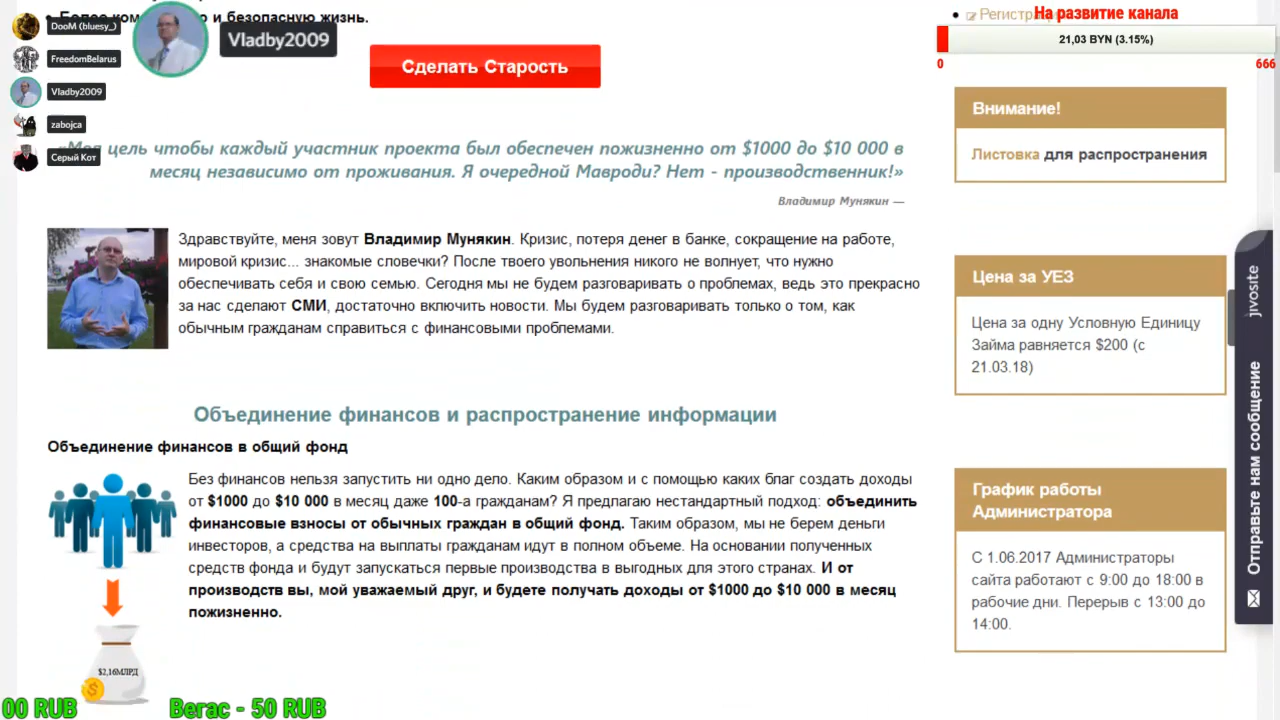 Более ком
о и безопасную жизнь.
DooM (bluesy_)
FreedomBelarus
Vladby2009
zabojca
Серый Кот
Vladby2009
Сделать Старость
«Моя цель чтобы каждый участник проекта был обеспечен пожизненно от $1000 до $10 000 в
месяц независимо от проживания. Я очередной Мавроди? Нет - производственник!»
Владимир Мунякин —
Здравствуйте, меня зовут Владимир Мунякин. Кризис, потеря денег в банке, сокращение на работе,
мировой кризис... знакомые словечки? После твоего увольнения никого не волнует, что нужно
обеспечивать себя и свою семью. Сегодня мы не будем разговаривать о проблемах, ведь это прекрасно
за нас сделают СМИ, достаточно включить новости. Мы будем разговаривать только о том, как
обычным гражданам справиться с финансовыми проблемами.
Объединение финансов и распространение информации
Объединение финансов в общий фонд
Без финансов нельзя запустить ни одно дело. Каким образом и с помощью каких благ создать доходы
от $1000 до $10 000 в месяц даже 100-а гражданам? Я предлагаю нестандартный подход: объединить
финансовые взносы от обычных граждан в общий фонд. Таким образом, мы не берем деньги
инвесторов, а средства на выплаты гражданам идут в полном объеме. На основании полученных
средств фонда и будут запускаться первые производства в выгодных для этого странах. И от
производств вы, мой уважаемый друг, и будете получать доходы от $1000 до $10 000 в месяц
пожизненно.
$2,16МЛРД
00 RUB
Вегас - 50 RUB
Регистр
На развитие канала
21,03 BYN (3.15%)
0
666
Внимание!
Листовка для распространения
Цена за УЕЗ
Цена за одну Условную Единицу
Займа равняется $200 (с
21.03.18)
График работы
Администратора
С 1.06.2017 Администраторы
сайта работают с 9:00 до 18:00 в
рабочие дни. Перерыв с 13:00 до
14:00.
jivosite
Отправьте нам сообщение